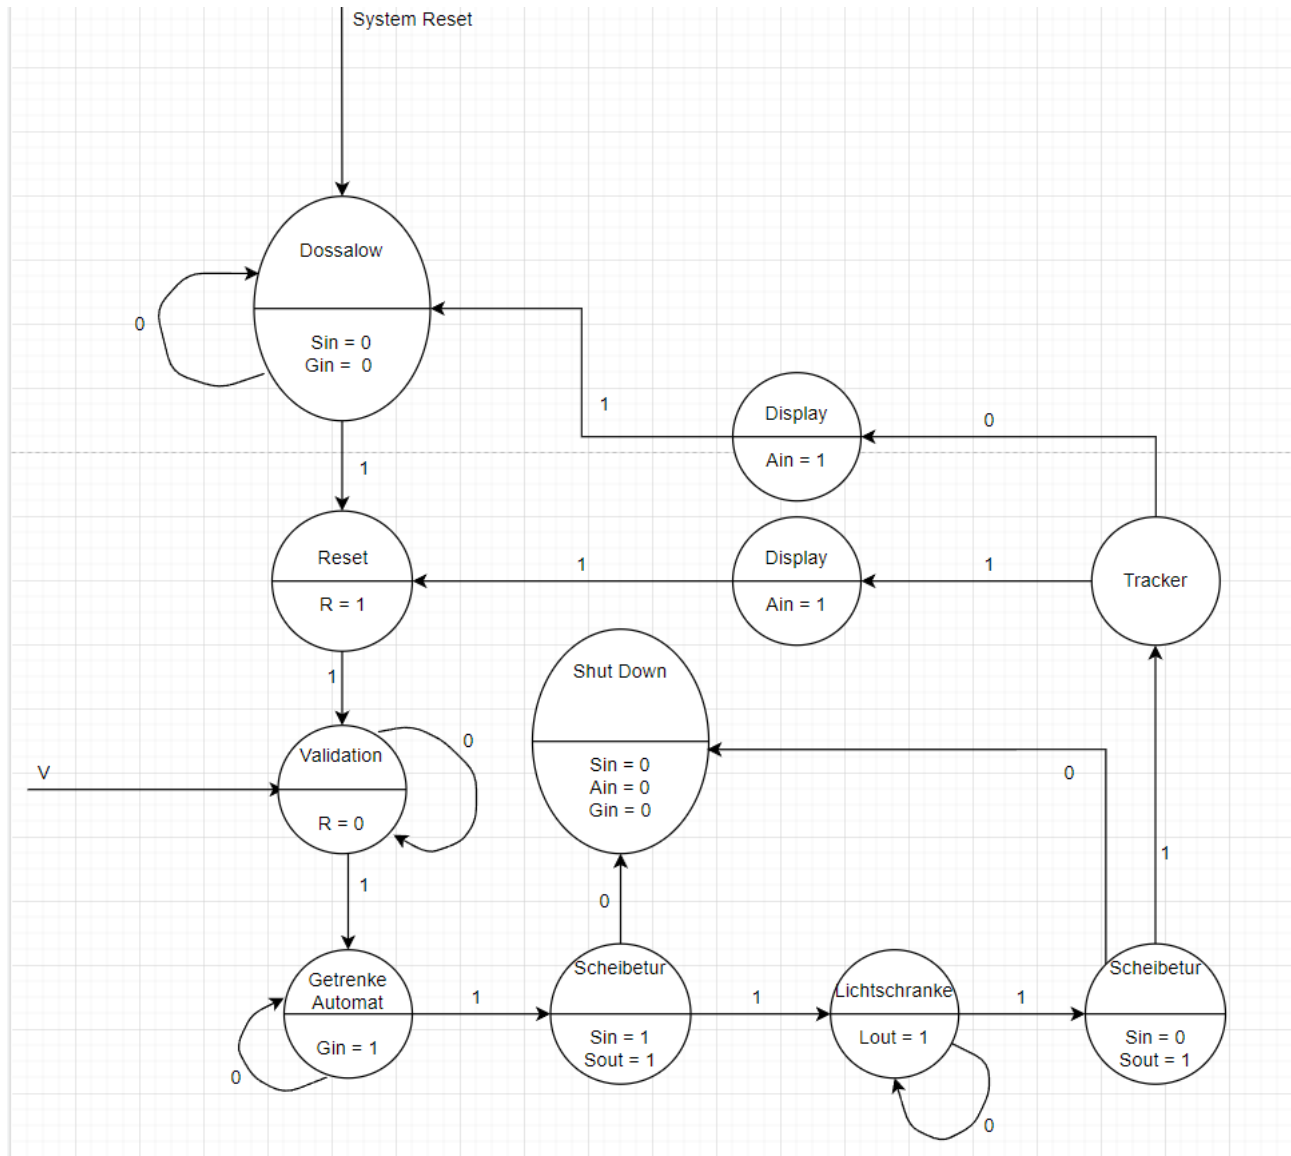 System Reset
Dossalow
Sin = 0
Gin = 0
0
1
Display
Ain = 1
0
1
Reset
R = 1
1
Display
Ain = 1
1
Tracker
1
Shut Down
Sin = 0
Ain = 0
Gin = 0
0
Validation
R = 0
0
V
1
0
1
Getrenke
Automat
Gin = 1
0
1
Scheibetur
Sin = 1
Sout = 1
1
Lichtschranke
Lout = 1
0
1
Scheibetur
Sin = 0
Sout = 1